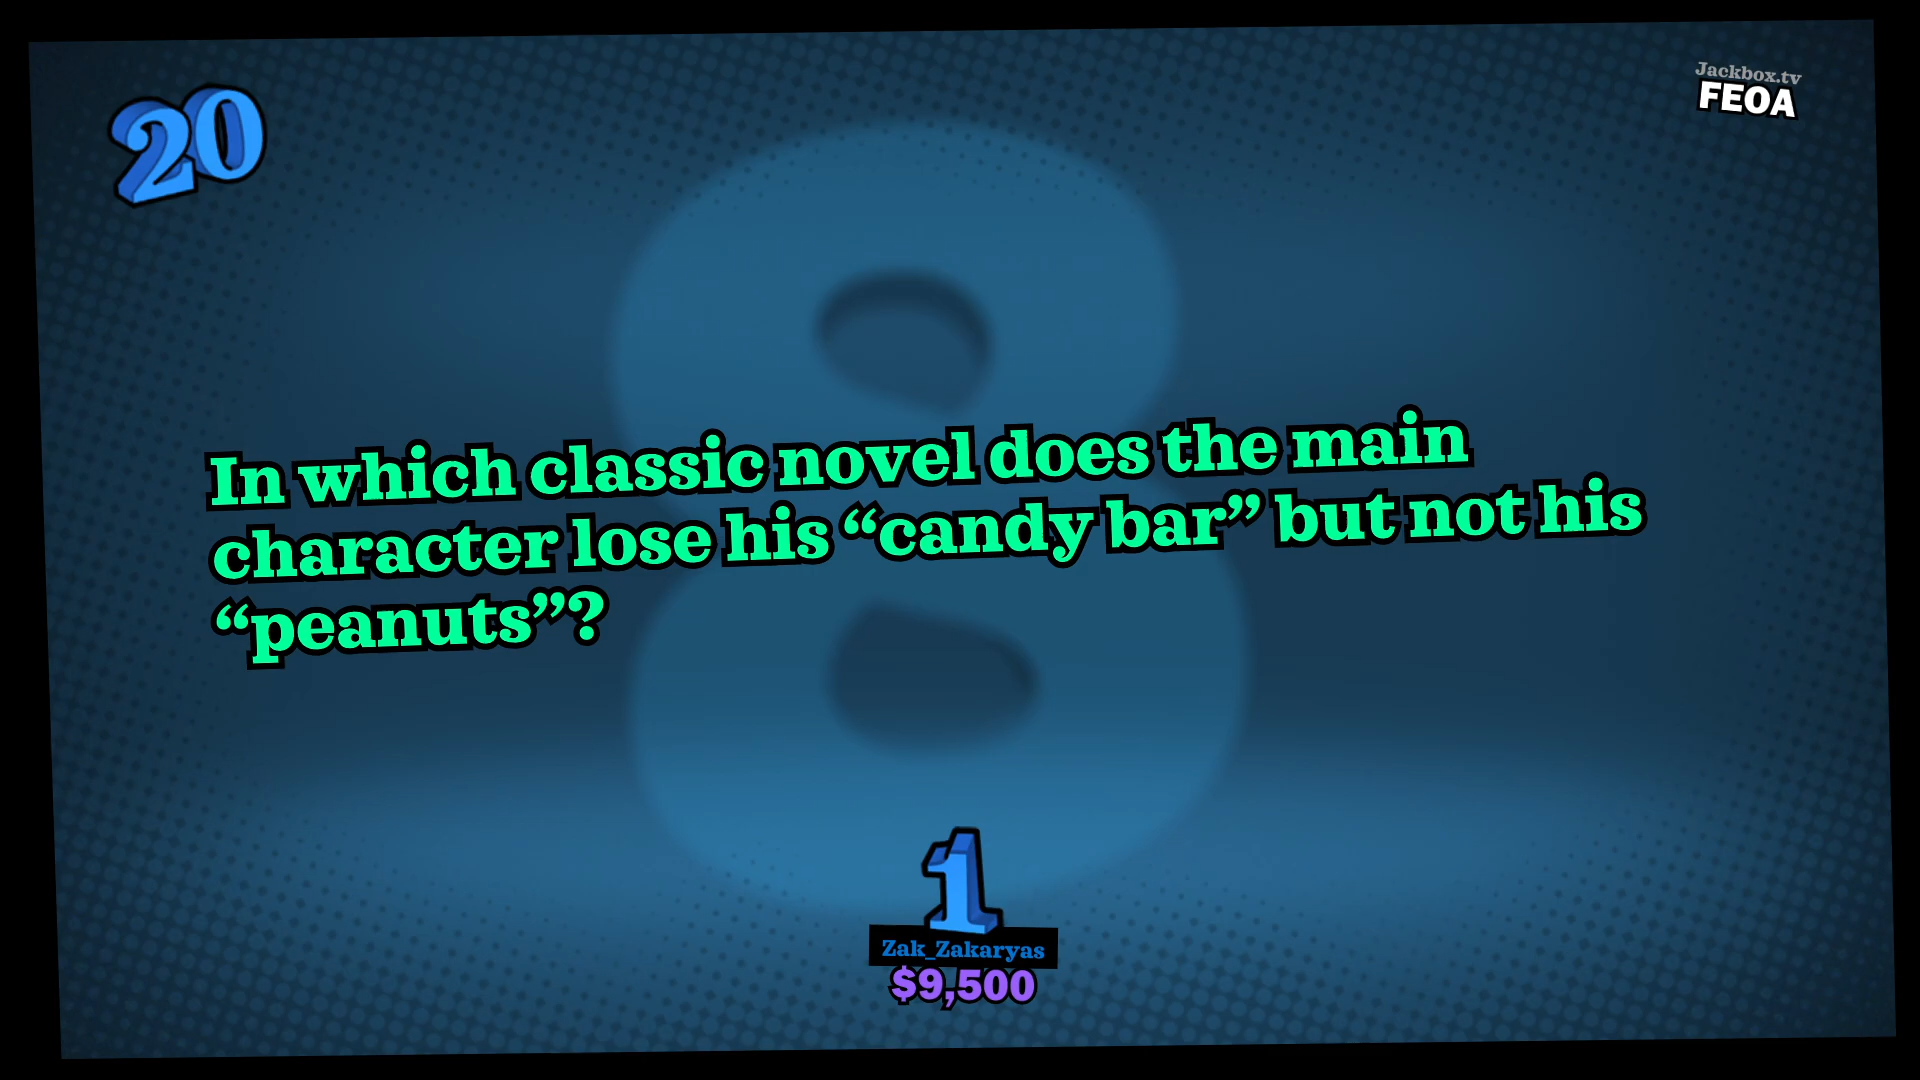 20
Jackbox.tv
FEOA
8
In which classic novel does the main
character lose his “candy bar” but not his
“peanuts”?
1
Zak_Zakaryas
$9,500